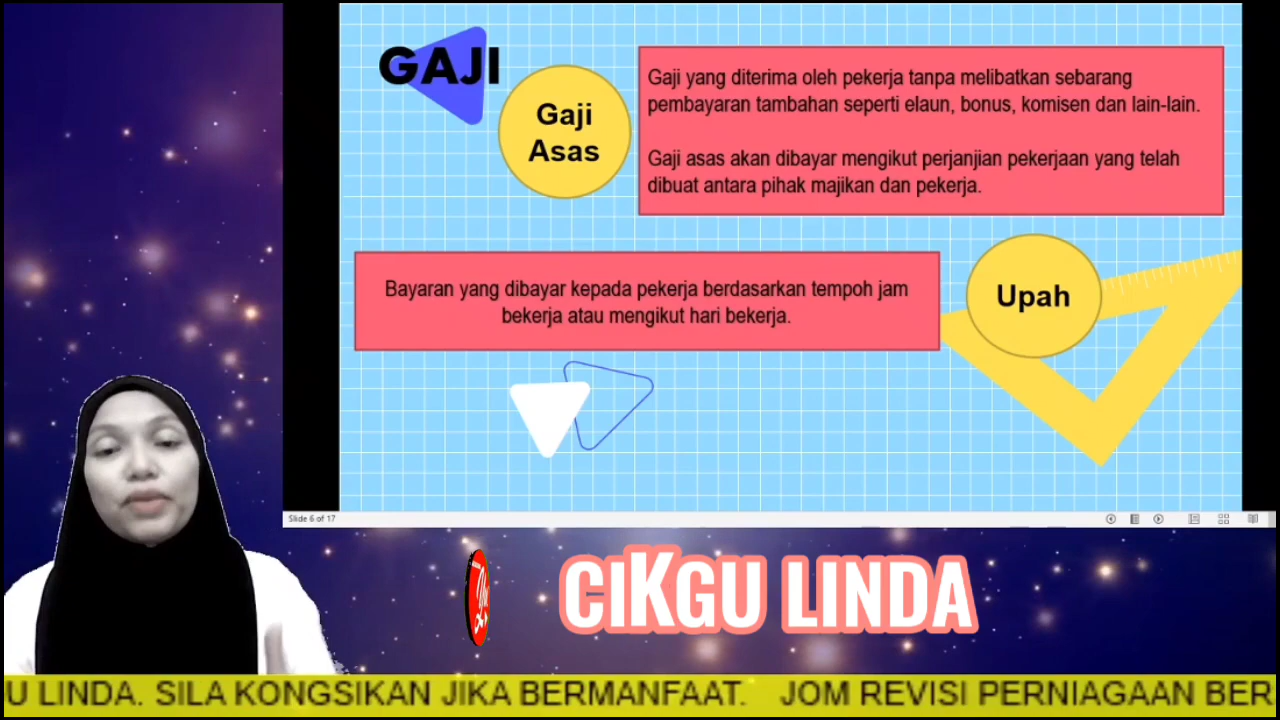 GAJI
Gaji
Asas
Gaji yang diterima oleh pekerja tanpa melibatkan sebarang
pembayaran tambahan seperti elaun, bonus, komisen dan lain-lain.
Gaji asas akan dibayar mengikut perjanjian pekerjaan yang telah
dibuat antara pihak majikan dan pekerja.
Bayaran yang dibayar kepada pekerja berdasarkan tempoh jam
bekerja atau mengikut hari bekerja.
Upah
Slide 6 of 17
CIKGU LINDA
U LINDA. SILA KONGSIKAN JIKA BERMANFAAT. JOM REVISI PERNIAGAAN BER